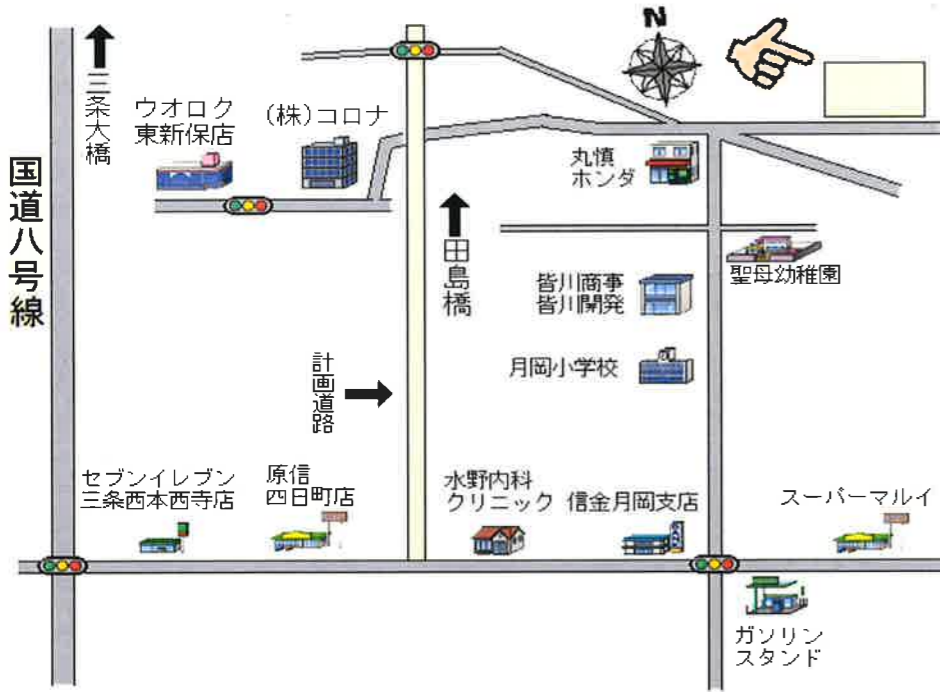 N
三条大橋
ウオロク
東新保店
(株)コロナ
丸慎
ホンダ
国道八号線
田島橋
聖母幼稚園
皆川商事
皆川開発
月岡小学校
計画道路
セブンイレブン
三条西本西寺店
原信
四日町店
水野内科
クリニック
信金月岡支店
スーパーマルイ
ガソリン
スタンド